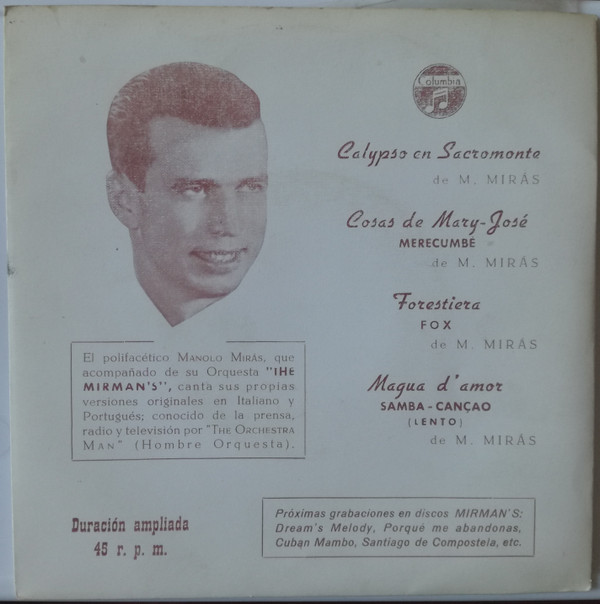 Columbia
Calypso en Sacromonte
de M. MIRÁS
Cosas de Mary-José
MERECUMBÉ
de M. MIRÁS
Forestiera
FOX
de M. MIRÁS
Magua d'amor
SAMBA - CANÇAO
(LENTO)
de M. MIRÁS
El polifacético MANOLO MIRÁS, que
acompañado de su Orquesta "IHE
MIRMAN'S", canta sus propias
versiones originales en Italiano y
Portugués; conocido de la prensa,
radio y televisión por "THE ORCHESTRA
MAN" (Hombre Orquesta).
Duración ampliada
45 r. p. m.
Próximas grabaciones en discos MIRMAN'S:
Dream's Melody, Porqué me abandonas,
Cuban Mambo, Santiago de Compostela, etc.